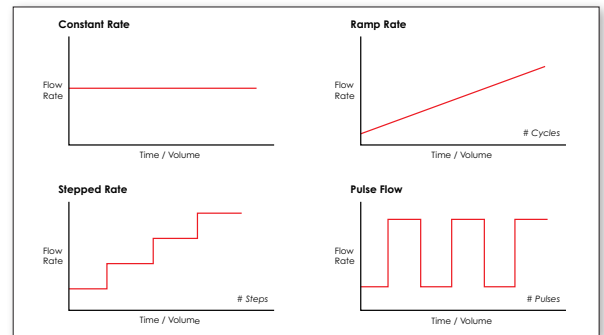 Constant Rate
Flow
Rate
Time / Volume
Ramp Rate
Flow
Rate
# Cycles
Time / Volume
Stepped Rate
Flow
Rate
# Steps
Time / Volume
Pulse Flow
Flow
Rate
# Pulses
Time / Volume